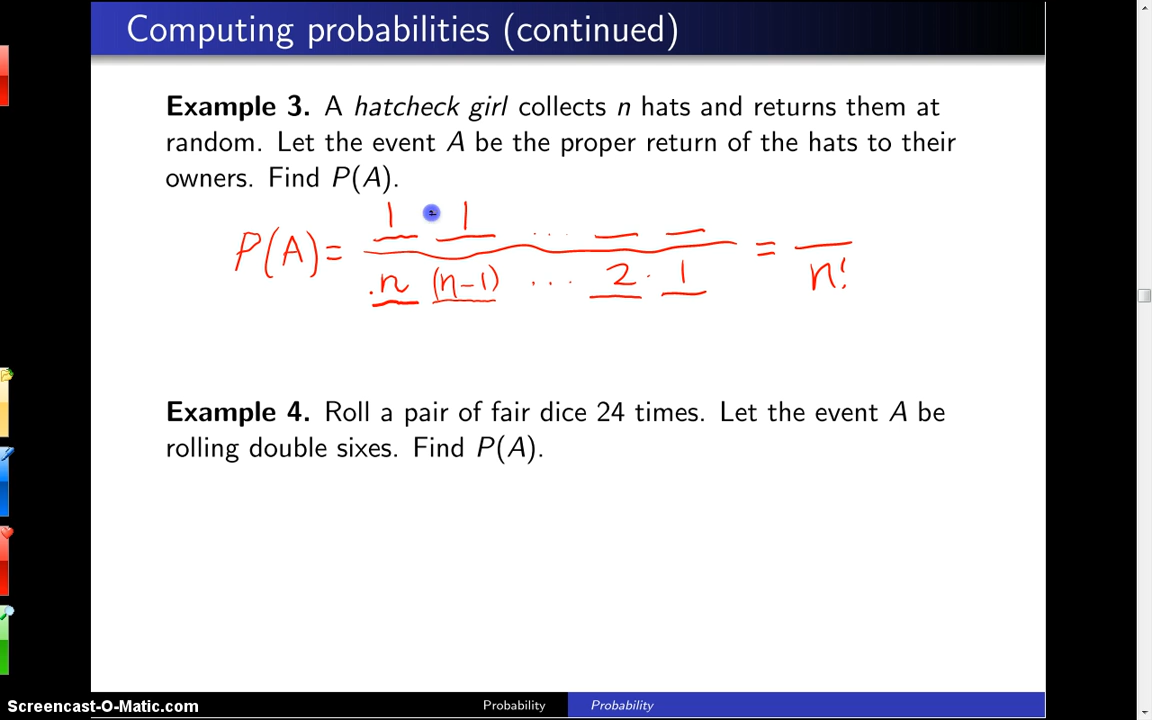 Computing probabilities (continued)
Example 3. A hatcheck girl collects n hats and returns them at
random. Let the event A be the proper return of the hats to their
owners. Find P(A).
1 1 ...
P(A) = =
n (n-1) ... 2 · 1 n!
Example 4. Roll a pair of fair dice 24 times. Let the event A be
rolling double sixes. Find P(A).
Screencast-O-Matic.com
Probability Probability